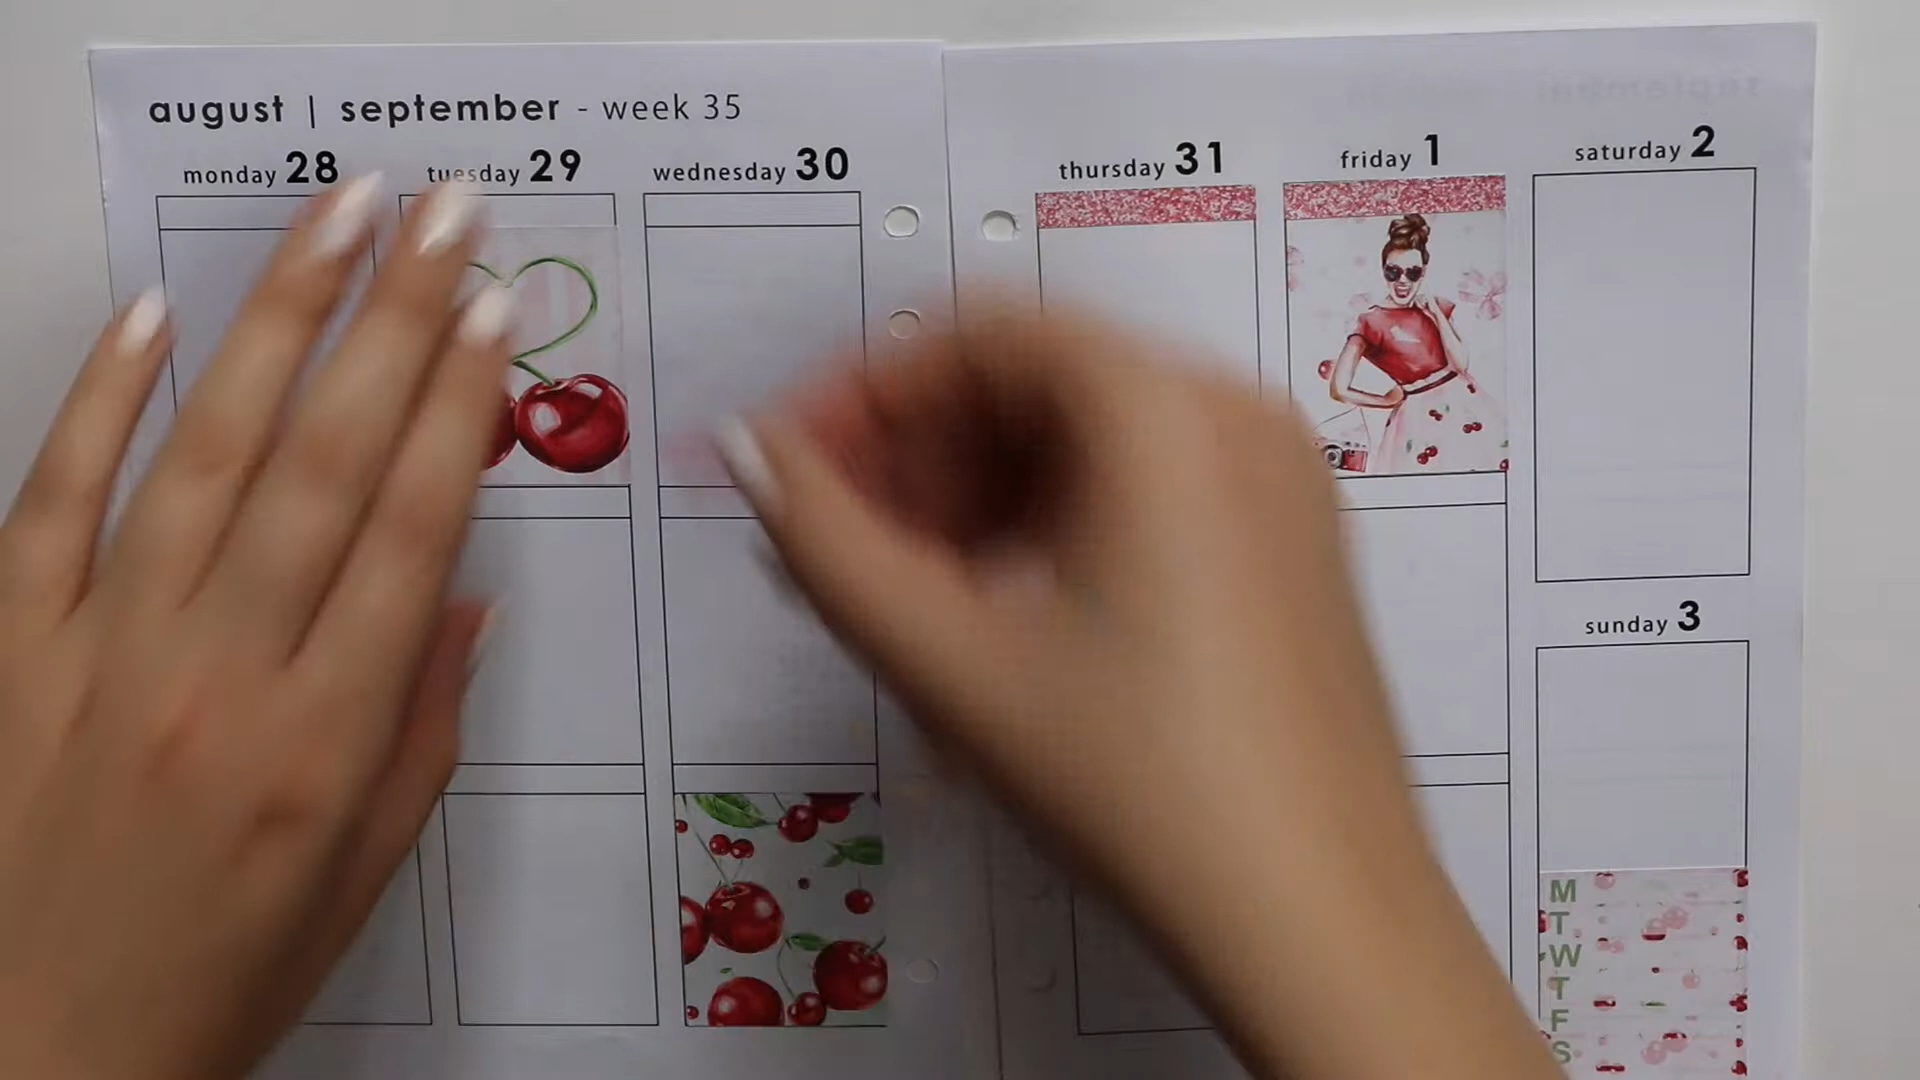 august | september - week 35
monday 28
tuesday 29
wednesday 30
thursday 31
friday 1
saturday 2
sunday 3
M
T
W
T
F
S